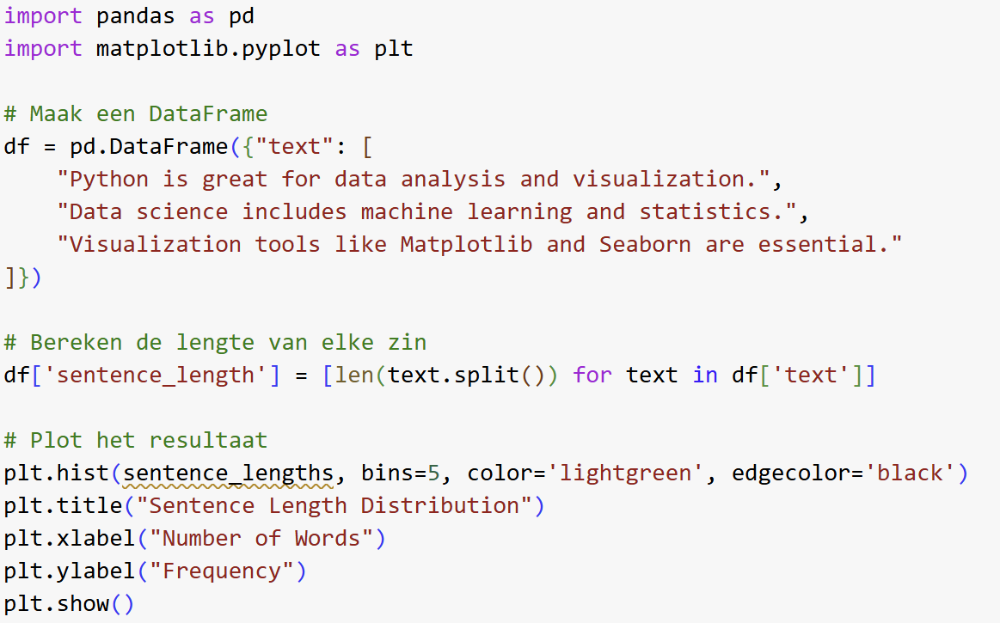 import pandas as pd
import matplotlib.pyplot as plt

# Maak een DataFrame
df = pd.DataFrame({"text": [
    "Python is great for data analysis and visualization.",
    "Data science includes machine learning and statistics.",
    "Visualization tools like Matplotlib and Seaborn are essential."
]})

# Bereken de lengte van elke zin
df['sentence_length'] = [len(text.split()) for text in df['text']]

# Plot het resultaat
plt.hist(sentence_lengths, bins=5, color='lightgreen', edgecolor='black')
plt.title("Sentence Length Distribution")
plt.xlabel("Number of Words")
plt.ylabel("Frequency")
plt.show()